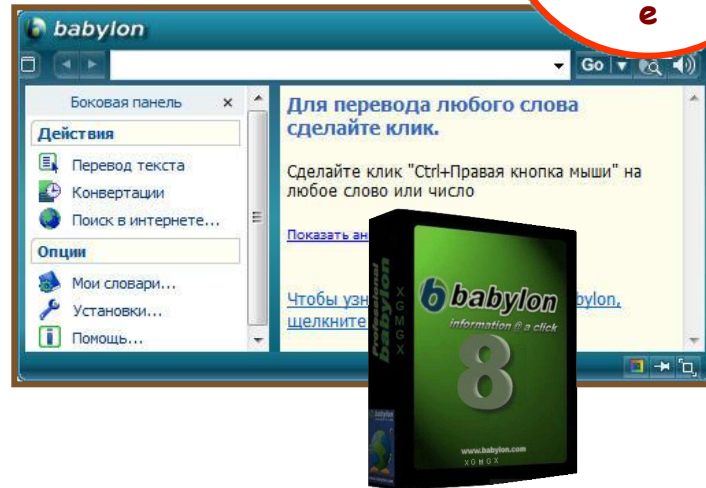 e
babylon
Go
Боковая панель x
Действия
Перевод текста
Конвертации
Поиск в интернете...
Опции
Мои словари...
Установки...
Помощь...
Для перевода любого слова
сделайте клик.
Сделайте клик "Ctrl+Правая кнопка мыши" на
любое слово или число
Показать
Чтобы bylon,
щелкните
babylon
information @ a click
8
www.babylon.com
XGMGX
Professional
babylon
XGMGX